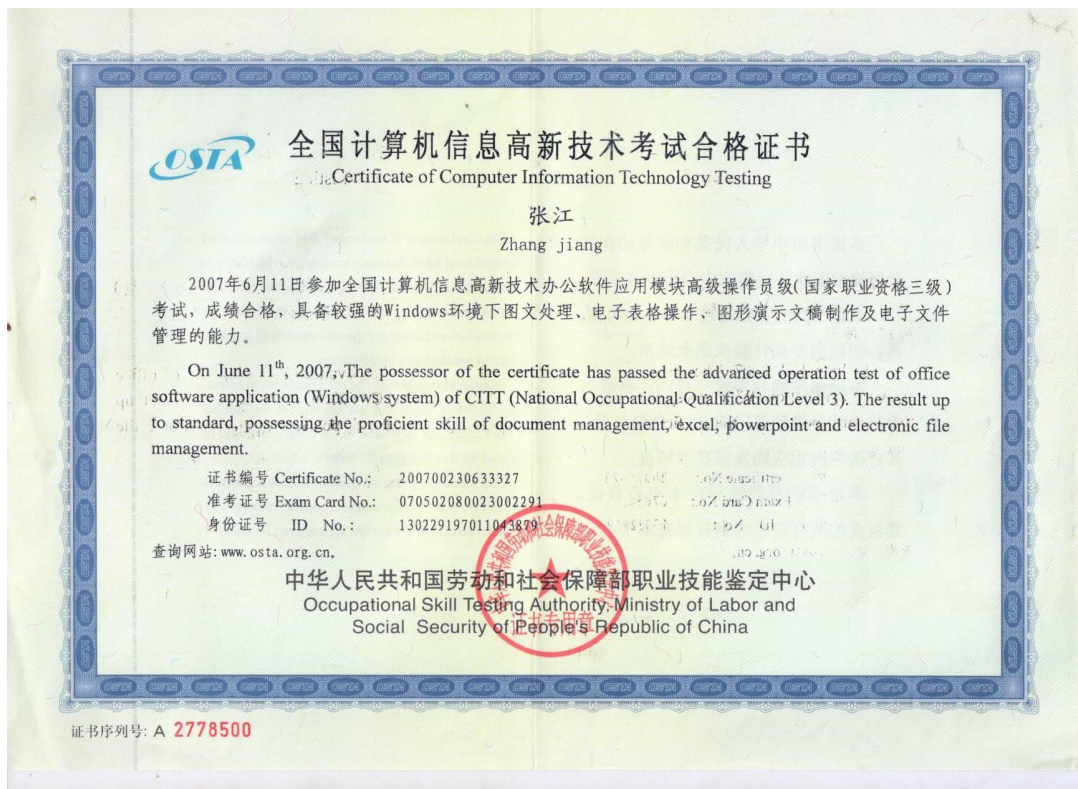 OSTA
全国计算机信息高新技术考试合格证书
Certificate of Computer Information Technology Testing
张江
Zhang jiang
2007年6月11日参加全国计算机信息高新技术办公软件应用模块高级操作员级(国家职业资格三级)
考试，成绩合格，具备较强的Windows环境下图文处理、电子表格操作、图形演示文稿制作及电子文件
管理的能力。
On June 11th, 2007, The possessor of the certificate has passed the advanced operation test of office
software application (Windows system) of CITT (National Occupational Qualification Level 3). The result up
to standard, possessing the proficient skill of document management, excel, powerpoint and electronic file
management.
证书编号 Certificate No.: 200700230633327
准考证号 Exam Card No.: 070502080023002291
身份证号 ID No.: 130229197011043879
查询网站:www.osta.org.cn。
中华人民共和国劳动和社会保障部职业技能鉴定中心
Occupational Skill Testing Authority, Ministry of Labor and
Social Security of People's Republic of China
证书专用章
证书序列号: A 2778500